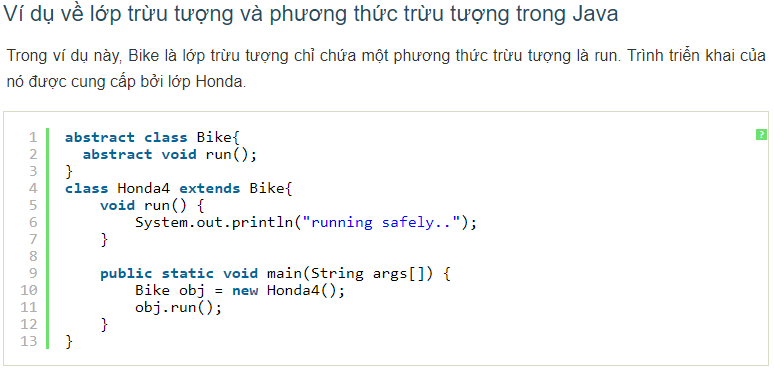 Ví dụ về lớp trừu tượng và phương thức trừu tượng trong Java
Trong ví dụ này, Bike là lớp trừu tượng chỉ chứa một phương thức trừu tượng là run. Trình triển khai của
nó được cung cấp bởi lớp Honda.
?
1 abstract class Bike{
2   abstract void run();
3 }
4 class Honda4 extends Bike{
5     void run() {
6         System.out.println("running safely..");
7     }
8
9     public static void main(String args[]) {
10         Bike obj = new Honda4();
11         obj.run();
12     }
13 }